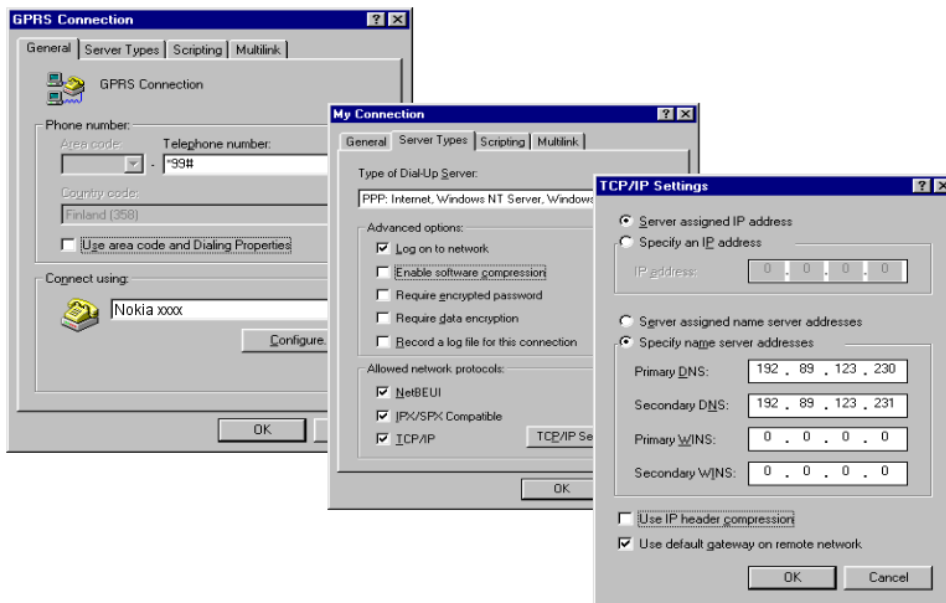 GPRS Connection
General Server Types Scripting Multilink
GPRS Connection
Phone number:
Area code: Telephone number:
- *99#
Country code:
Finland (358)
Use area code and Dialing Properties
Connect using:
Nokia xxxx
Configure.
OK
My Connection
General Server Types Scripting Multilink
Type of Dial-Up Server:
PPP: Internet, Windows NT Server, Windows
Advanced options:
Log on to network
Enable software compression
Require encrypted password
Require data encryption
Record a log file for this connection
Allowed network protocols:
NetBEUI
IPX/SPX Compatible
TCP/IP TCP/IP Se
OK
TCP/IP Settings
Server assigned IP address
Specify an IP address
IP address: 0 . 0 . 0 . 0
Server assigned name server addresses
Specify name server addresses
Primary DNS: 192 . 89 . 123 . 230
Secondary DNS: 192 . 89 . 123 . 231
Primary WINS: 0 . 0 . 0 . 0
Secondary WINS: 0 . 0 . 0 . 0
Use IP header compression
Use default gateway on remote network
OK Cancel